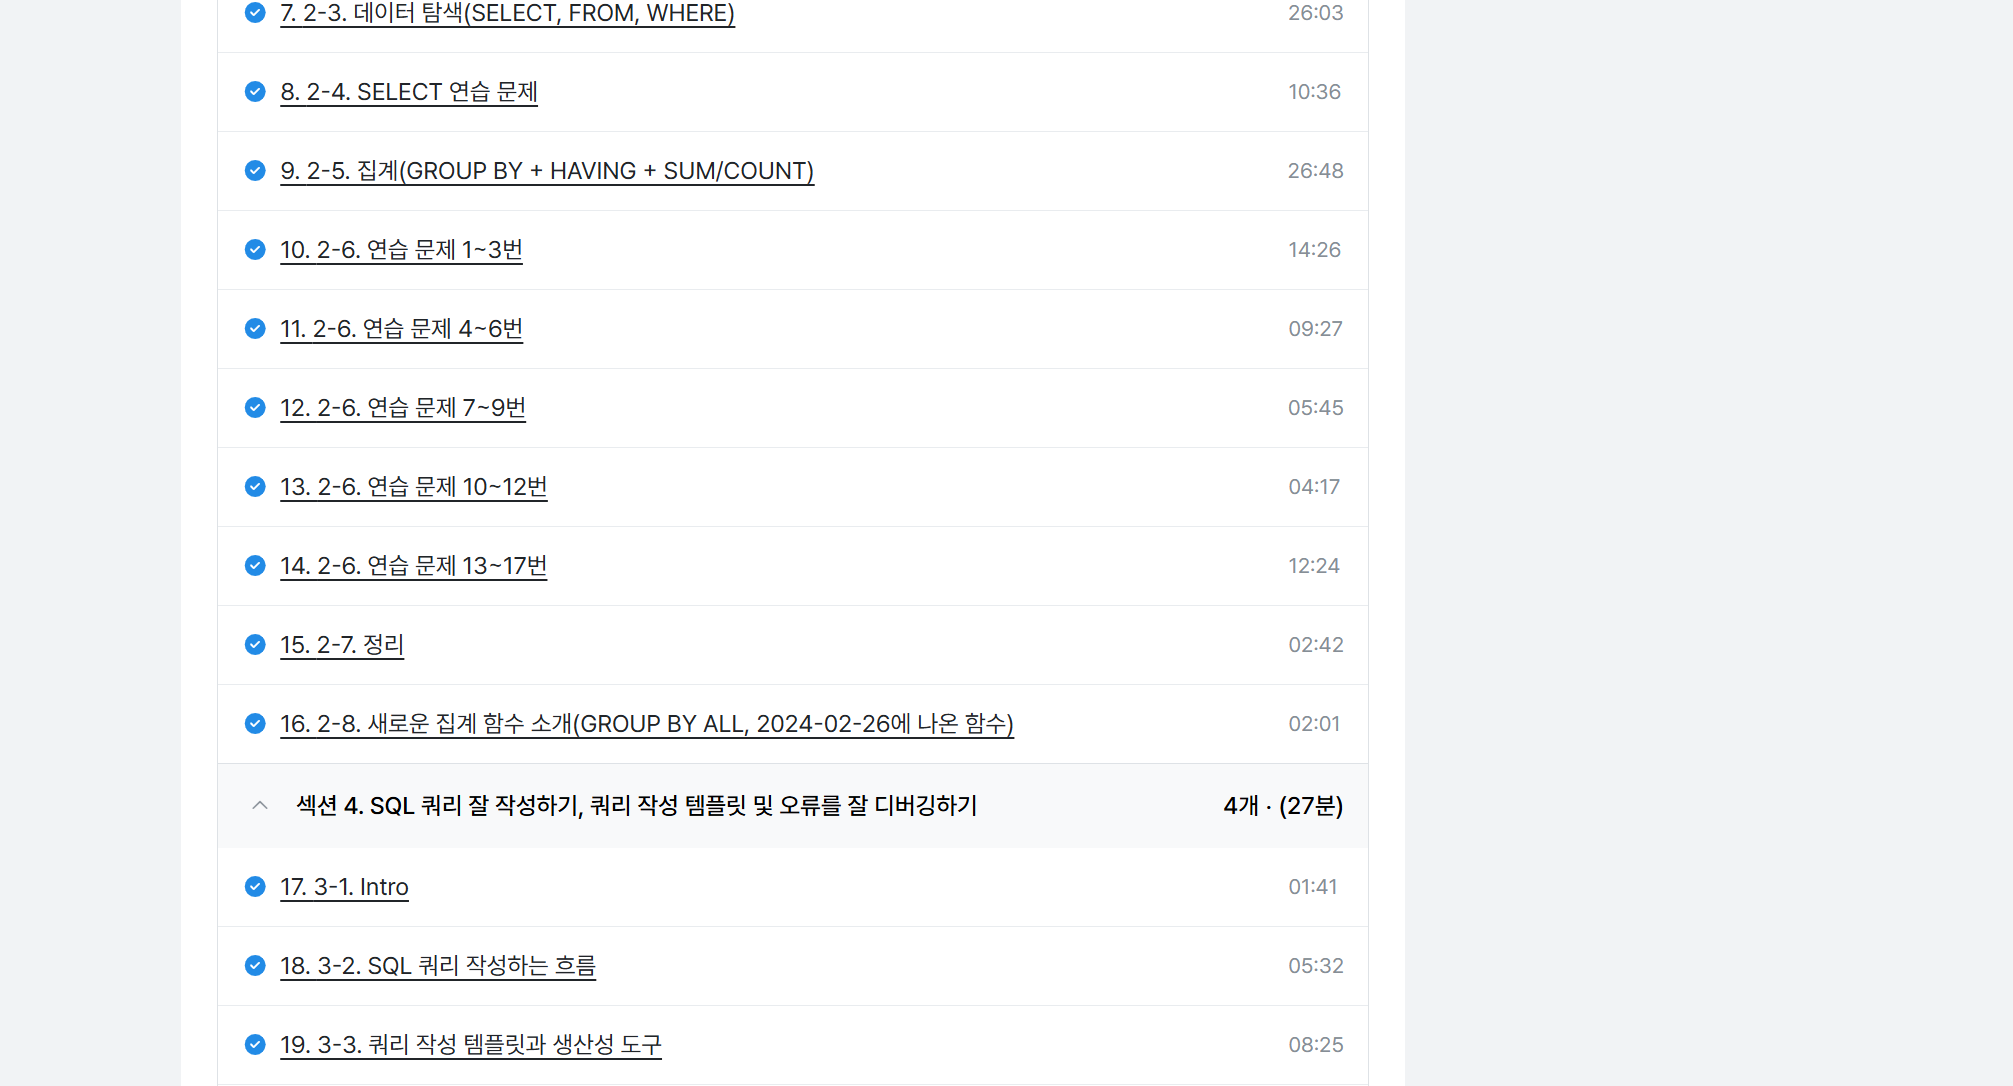 7. 2-3. 데이터 탐색(SELECT, FROM, WHERE) 26:03
8. 2-4. SELECT 연습 문제 10:36
9. 2-5. 집계(GROUP BY + HAVING + SUM/COUNT) 26:48
10. 2-6. 연습 문제 1~3번 14:26
11. 2-6. 연습 문제 4~6번 09:27
12. 2-6. 연습 문제 7~9번 05:45
13. 2-6. 연습 문제 10~12번 04:17
14. 2-6. 연습 문제 13~17번 12:24
15. 2-7. 정리 02:42
16. 2-8. 새로운 집계 함수 소개(GROUP BY ALL, 2024-02-26에 나온 함수) 02:01
섹션 4. SQL 쿼리 잘 작성하기, 쿼리 작성 템플릿 및 오류를 잘 디버깅하기 4개 · (27분)
17. 3-1. Intro 01:41
18. 3-2. SQL 쿼리 작성하는 흐름 05:32
19. 3-3. 쿼리 작성 템플릿과 생산성 도구 08:25